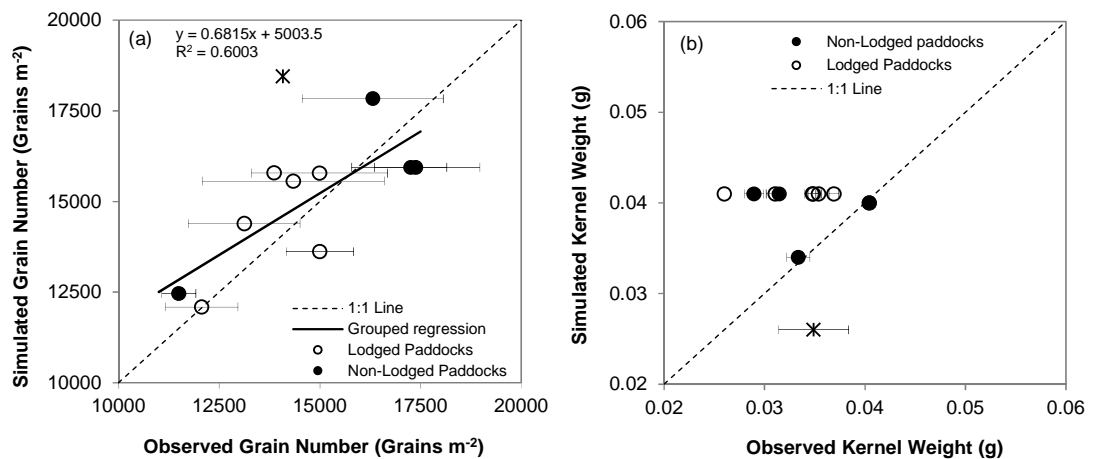 (a)
y = 0.6815x + 5003.5
R² = 0.6003
20000
17500
15000
12500
10000
Simulated Grain Number (Grains m⁻²)
1:1 Line
Grouped regression
Lodged Paddocks
Non-Lodged Paddocks
10000 12500 15000 17500 20000
Observed Grain Number (Grains m⁻²)
(b)
Non-Lodged paddocks
Lodged Paddocks
1:1 Line
0.06
0.05
0.04
0.03
0.02
Simulated Kernel Weight (g)
0.02 0.03 0.04 0.05 0.06
Observed Kernel Weight (g)